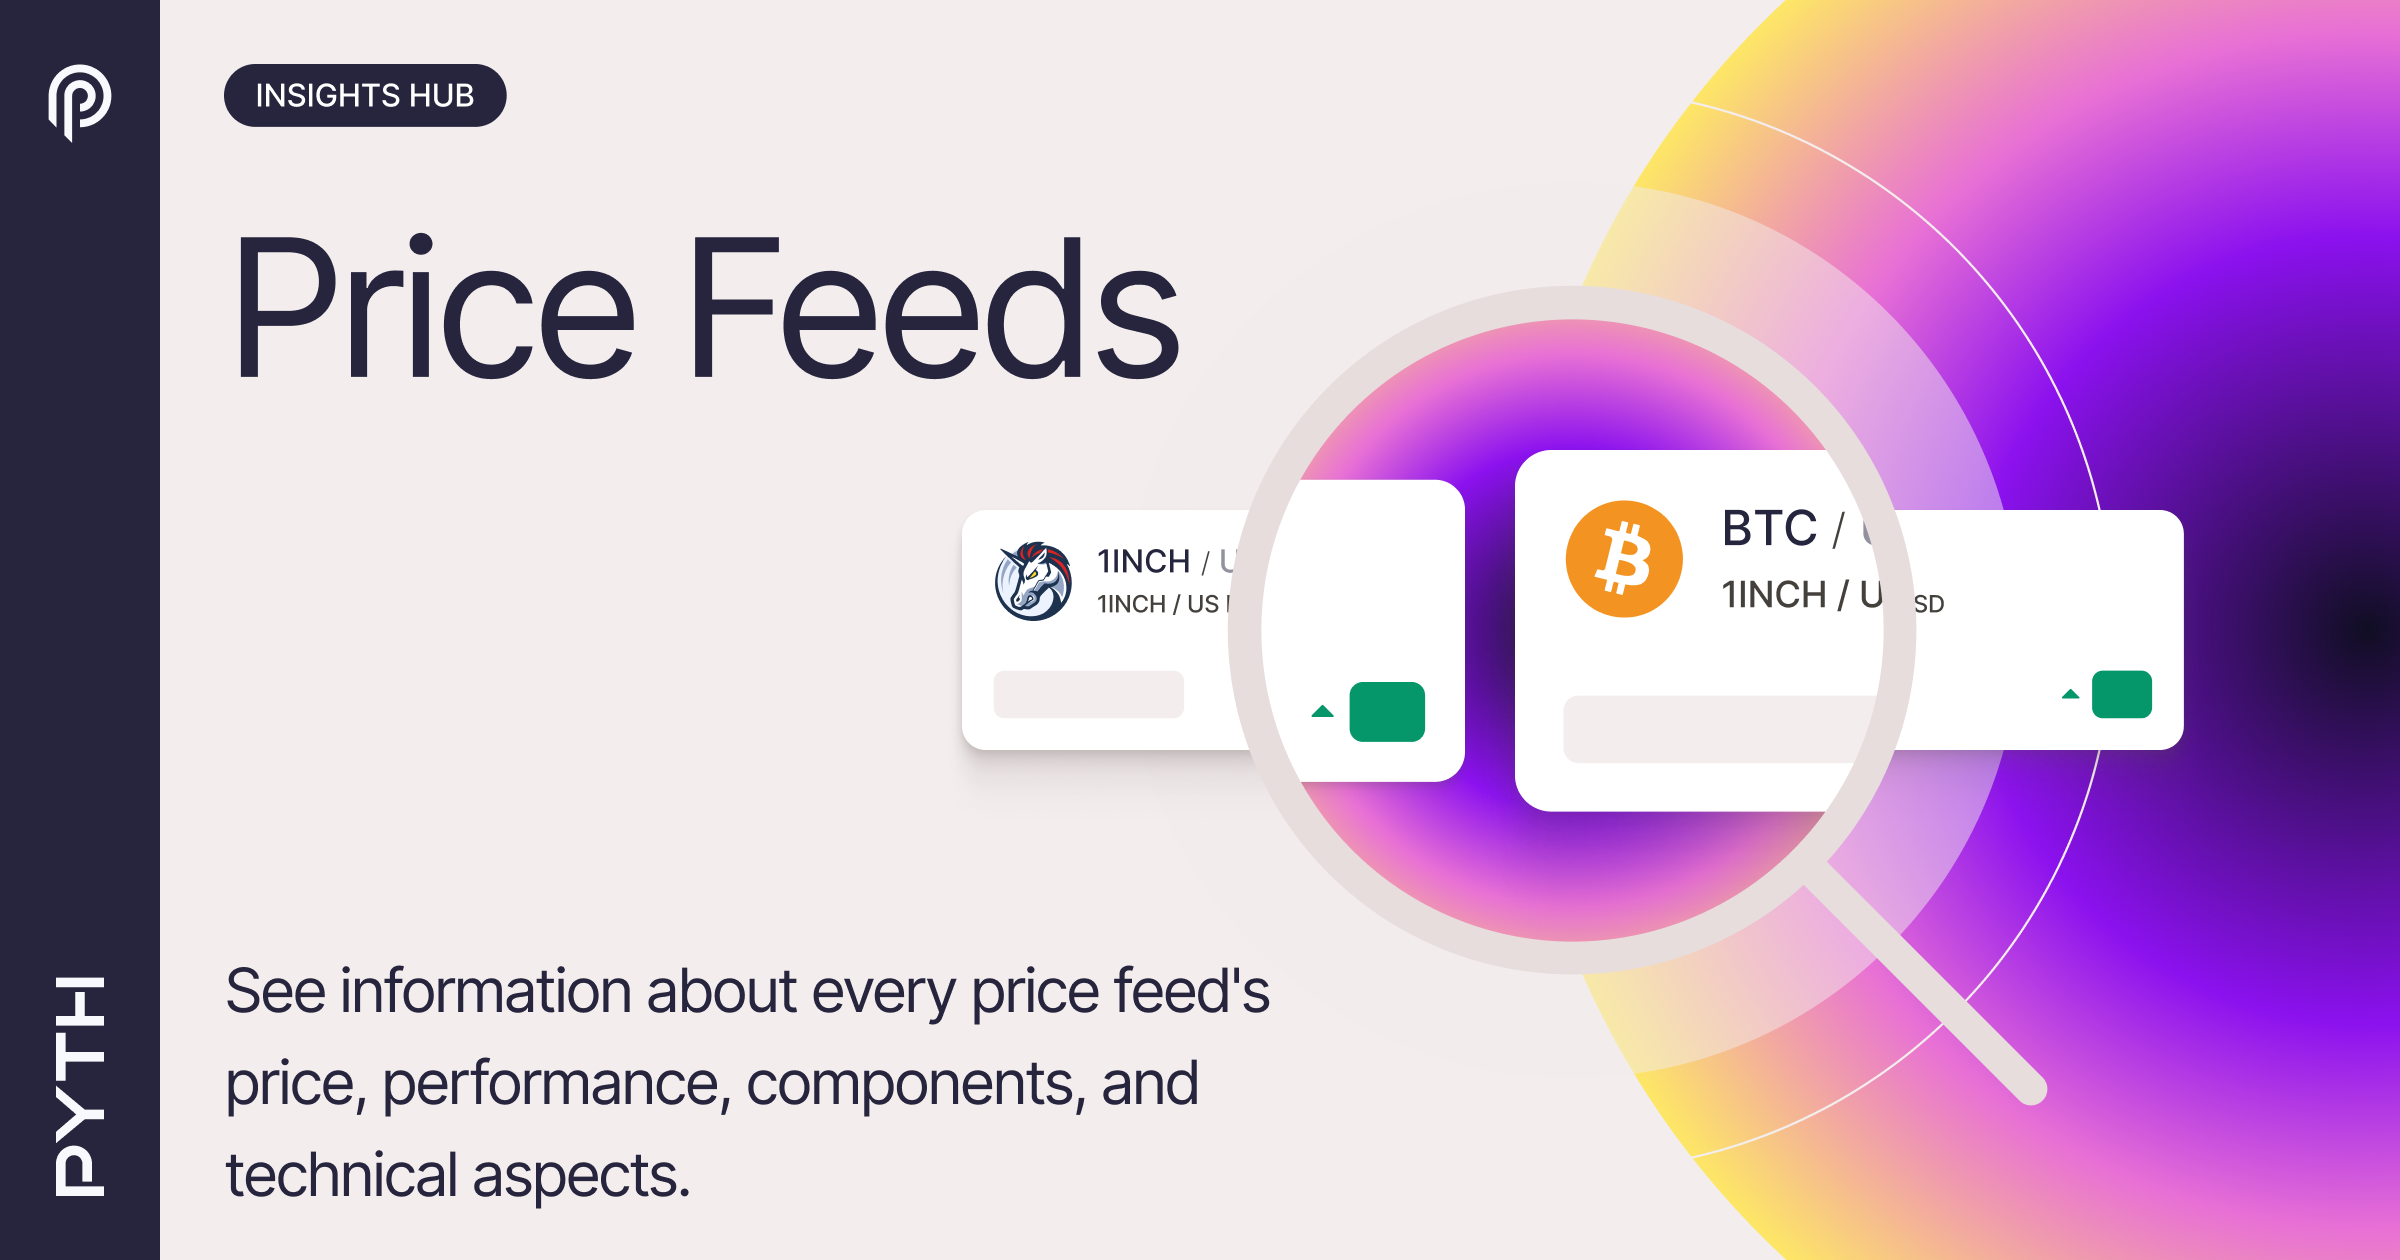 INSIGHTS HUB
Price Feeds
1INCH / U
1INCH / US
BTC /
1INCH / U
SD
See information about every price feed's
price, performance, components, and
technical aspects.
PYTH